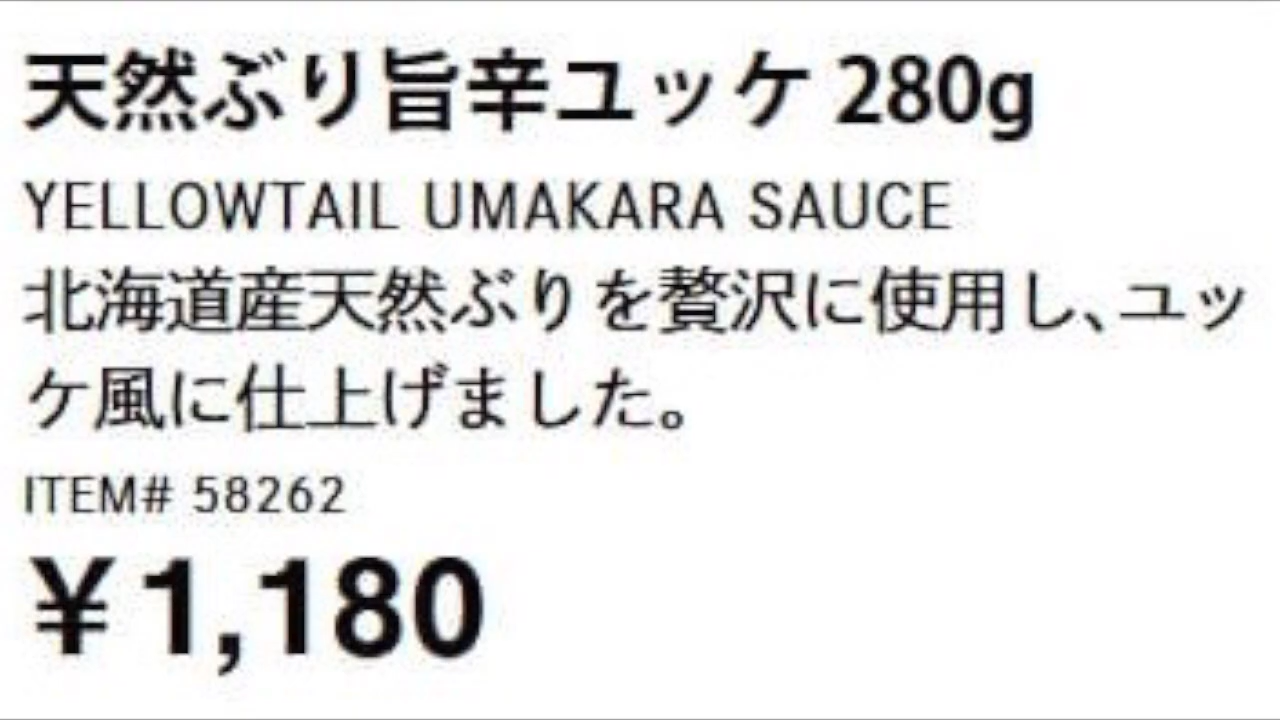 天然ぶり旨辛ユッケ 280g
YELLOWTAIL UMAKARA SAUCE
北海道産天然ぶりを贅沢に使用し、ユッ
ケ風に仕上げました。
ITEM# 58262
¥1,180